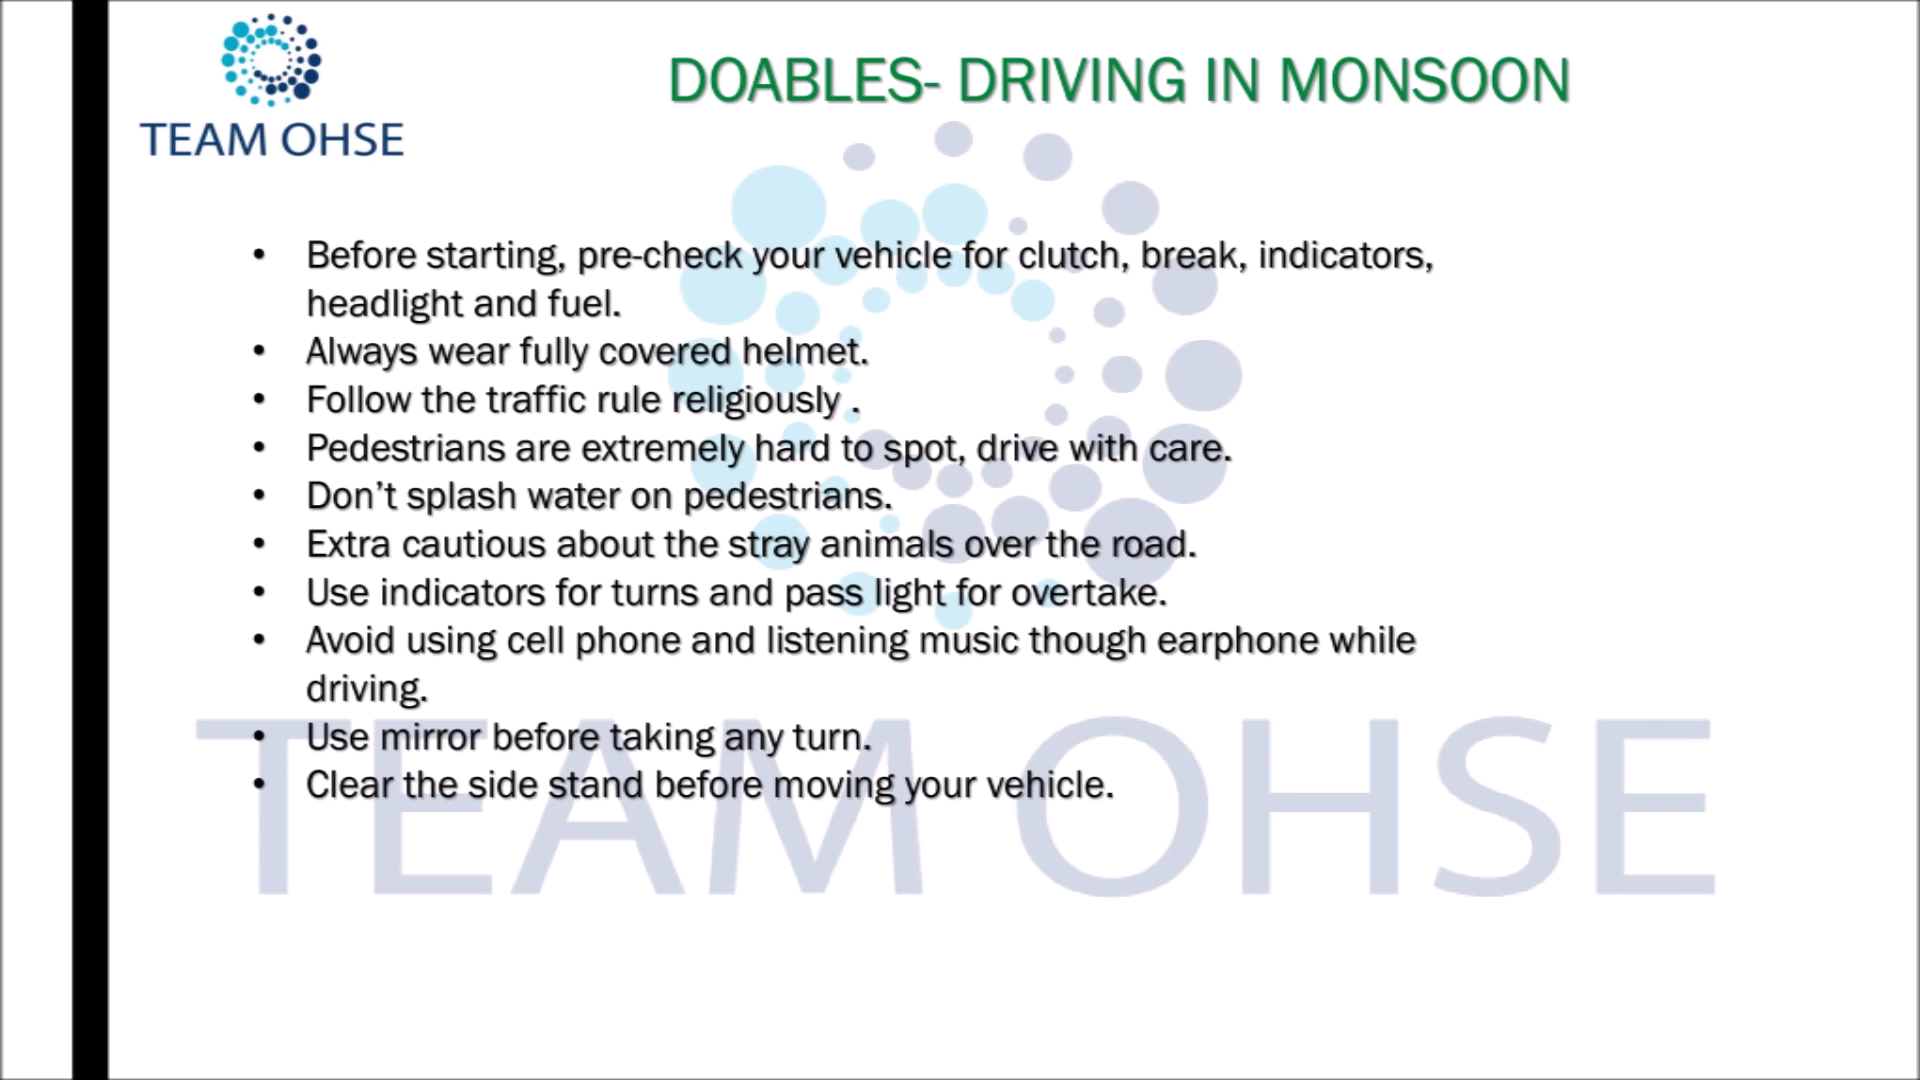 TEAM OHSE
DOABLES- DRIVING IN MONSOON
• Before starting, pre-check your vehicle for clutch, break, indicators,
headlight and fuel.
• Always wear fully covered helmet.
• Follow the traffic rule religiously .
• Pedestrians are extremely hard to spot, drive with care.
• Don’t splash water on pedestrians.
• Extra cautious about the stray animals over the road.
• Use indicators for turns and pass light for overtake.
• Avoid using cell phone and listening music though earphone while
driving.
• Use mirror before taking any turn.
• Clear the side stand before moving your vehicle.
TEAM OHSE